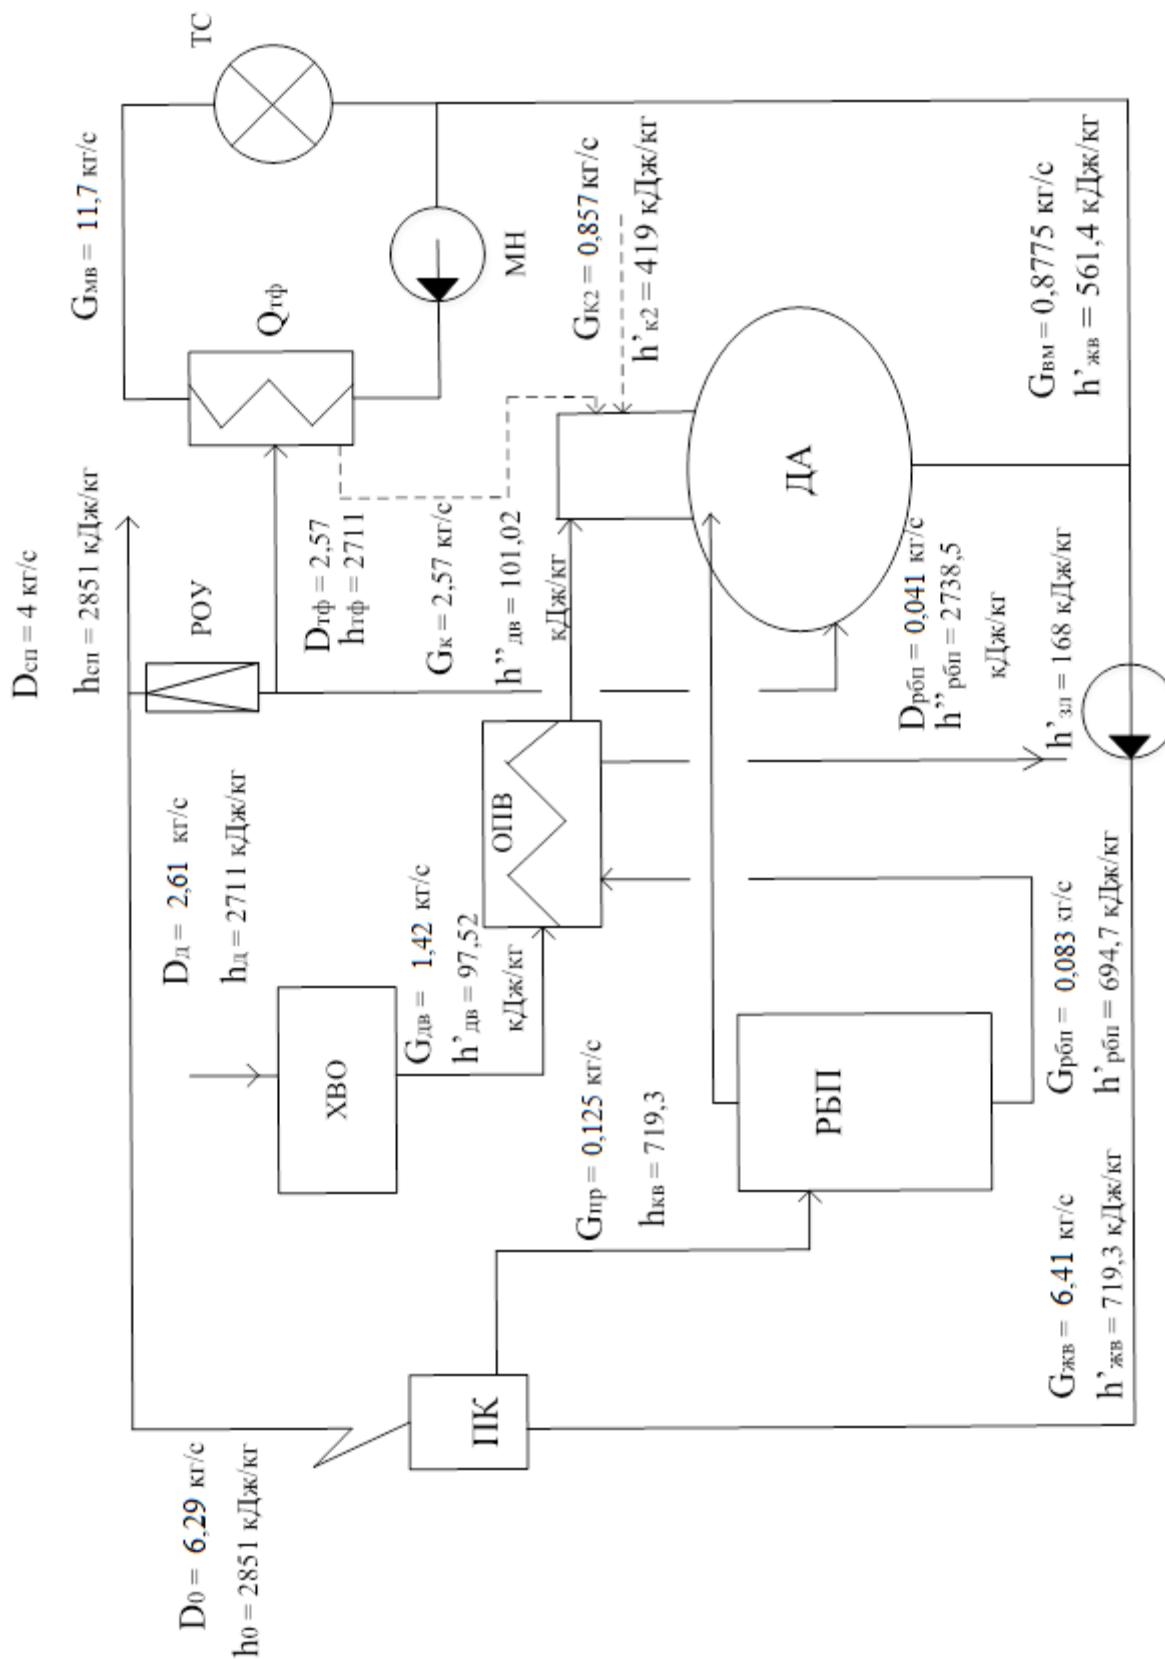 D₀ = 6,29 кг/с
h₀ = 2851 кДж/кг
Dсп = 4 кг/с
hсп = 2851 кДж/кг
РОУ
Gмв = 11,7 кг/с
ТС
Qтф
МН
Dд = 2,61 кг/с
hд = 2711 кДж/кг
Dтф = 2,57
hтф = 2711
Gк = 2,57 кг/с
h''дв = 101,02
кДж/кг
Gк2 = 0,857кг/с
h'к2 = 419 кДж/кг
ХВО
Gдв = 1,42 кг/с
h'дв = 97,52
кДж/кг
ОПВ
ДА
ПК
Gпр = 0,125 кг/с
hкв = 719,3
РБП
Dрбп = 0,041 кг/с
h''рбп = 2738,5
кДж/кг
h'зл = 168 кДж/кг
Gвм = 0,8775 кг/с
h'жв = 561,4 кДж/кг
Gжв = 6,41 кг/с
h'жв = 719,3 кДж/кг
Gрбп = 0,083 кг/с
h'рбп = 694,7 кДж/кг